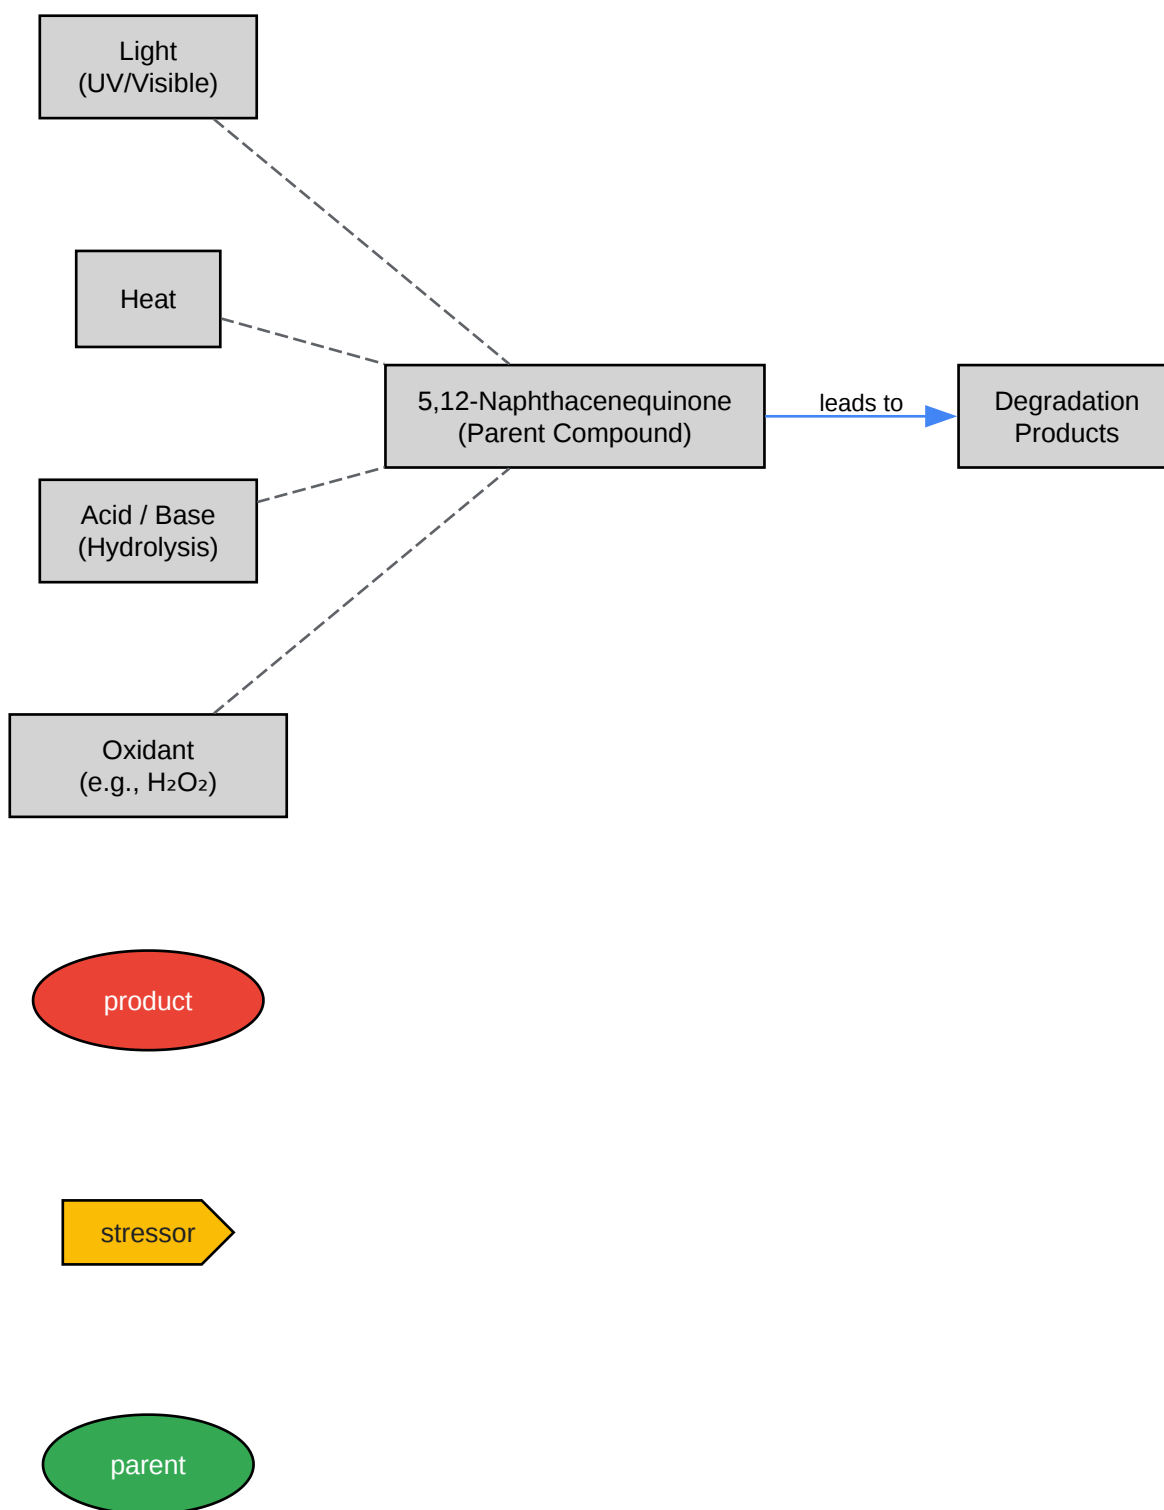 Light
(UV/Visible)
Heat
5,12-Naphthacenequinone
(Parent Compound)
leads to
Degradation
Products
Acid / Base
(Hydrolysis)
Oxidant
(e.g., H₂O₂)
product
stressor
parent